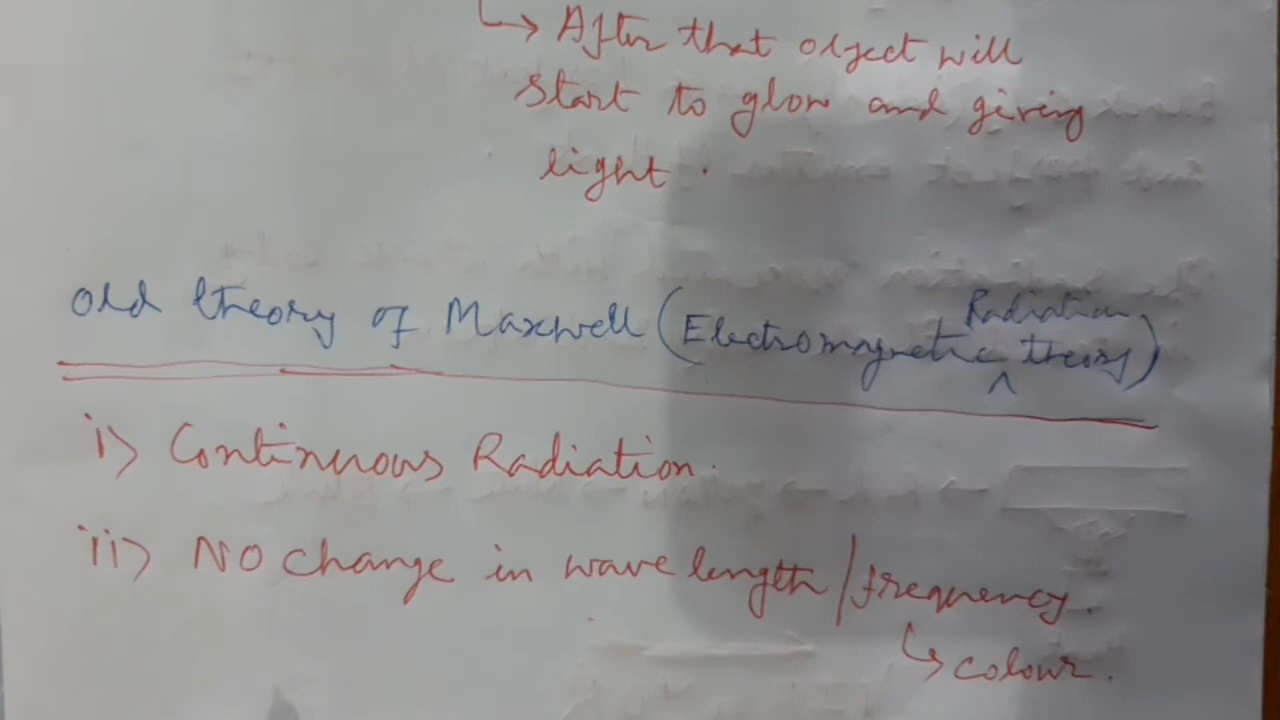 ↳ After that object will
start to glow and giving
light.
Old theory of Maxwell (Electromagnetic Radiation theory)
i> Continuous Radiation.
ii> No change in wave length/frequency.
↳ colour.